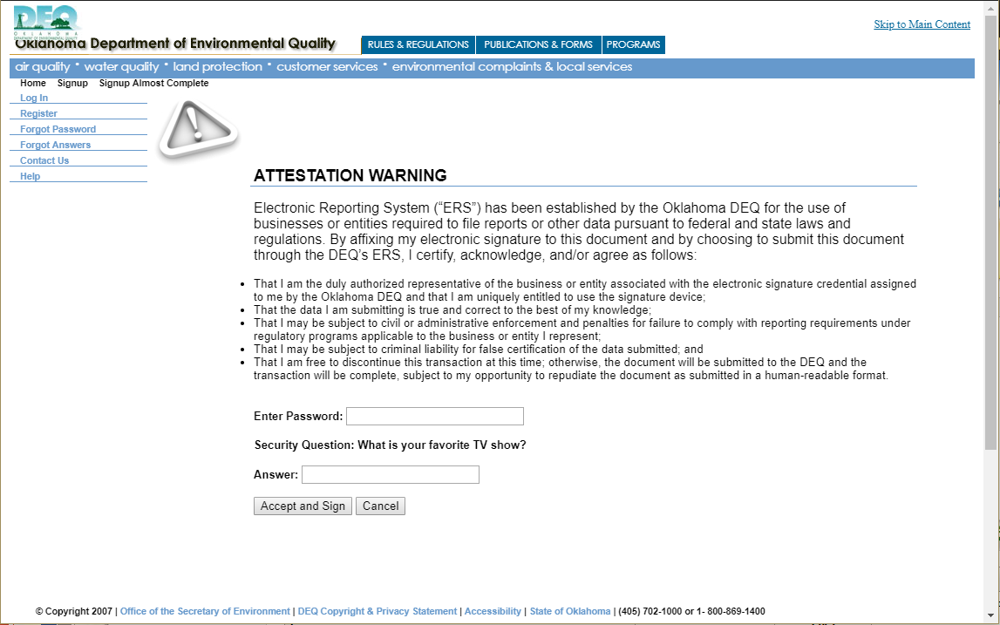 DEQ
OKLAHOMA
DEPARTMENT OF ENVIRONMENTAL QUALITY
Oklahoma Department of Environmental Quality
Skip to Main Content
RULES & REGULATIONS PUBLICATIONS & FORMS PROGRAMS
air quality * water quality * land protection * customer services * environmental complaints & local services
Home Signup Signup Almost Complete
Log In
Register
Forgot Password
Forgot Answers
Contact Us
Help
ATTESTATION WARNING
Electronic Reporting System (“ERS”) has been established by the Oklahoma DEQ for the use of
businesses or entities required to file reports or other data pursuant to federal and state laws and
regulations. By affixing my electronic signature to this document and by choosing to submit this document
through the DEQ’s ERS, I certify, acknowledge, and/or agree as follows:
• That I am the duly authorized representative of the business or entity associated with the electronic signature credential assigned
to me by the Oklahoma DEQ and that I am uniquely entitled to use the signature device;
• That the data I am submitting is true and correct to the best of my knowledge;
• That I may be subject to civil or administrative enforcement and penalties for failure to comply with reporting requirements under
regulatory programs applicable to the business or entity I represent;
• That I may be subject to criminal liability for false certification of the data submitted; and
• That I am free to discontinue this transaction at this time; otherwise, the document will be submitted to the DEQ and the
transaction will be complete, subject to my opportunity to repudiate the document as submitted in a human-readable format.
Enter Password:
Security Question: What is your favorite TV show?
Answer:
Accept and Sign Cancel
© Copyright 2007 | Office of the Secretary of Environment | DEQ Copyright & Privacy Statement | Accessibility | State of Oklahoma | (405) 702-1000 or 1- 800-869-1400